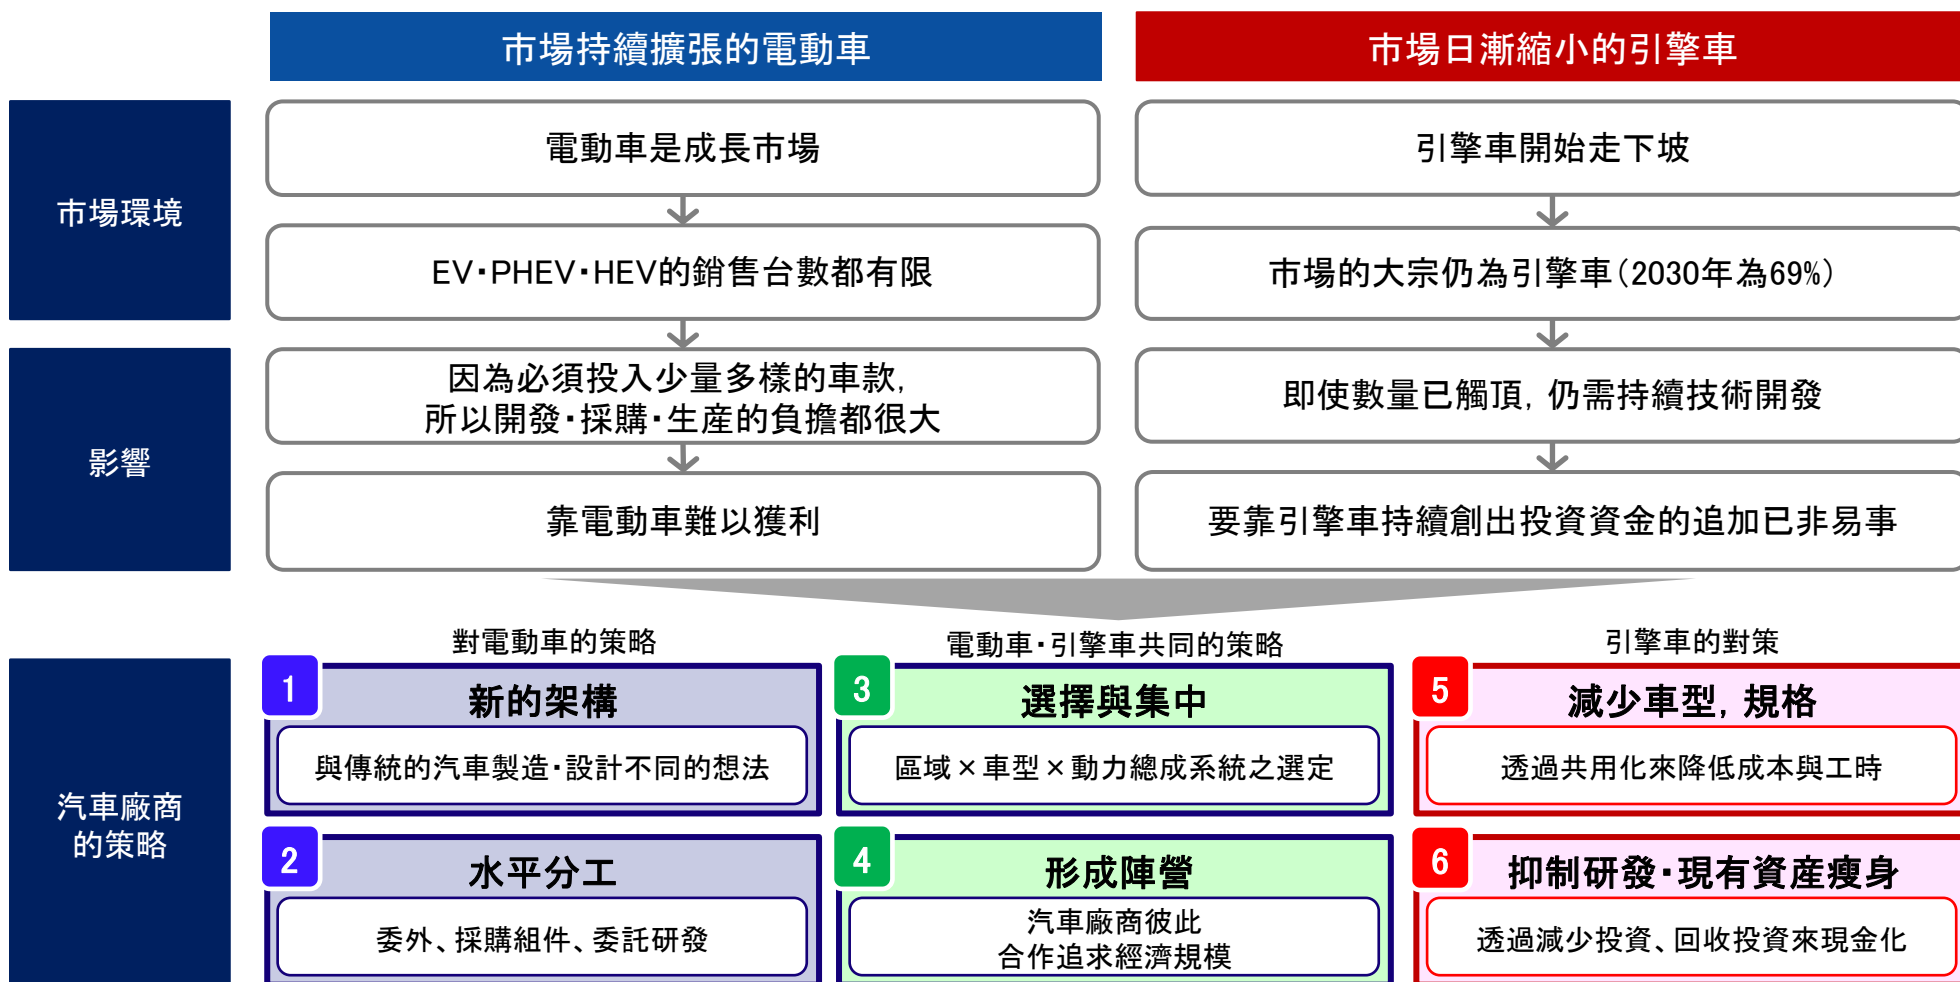 市場持續擴張的電動車
市場日漸縮小的引擎車
市場環境
電動車是成長市場
引擎車開始走下坡
EV・PHEV・HEV的銷售台數都有限
市場的大宗仍為引擎車（2030年為69%）
影響
因為必須投入少量多樣的車款,
所以開發・採購・生産的負擔都很大
即使數量已觸頂, 仍需持續技術開發
靠電動車難以獲利
要靠引擎車持續創出投資資金的追加已非易事
對電動車的策略
電動車・引擎車共同的策略
引擎車的對策
汽車廠商
的策略
1
新的架構
與傳統的汽車製造・設計不同的想法
3
選擇與集中
區域×車型×動力總成系統之選定
5
減少車型, 規格
透過共用化來降低成本與工時
2
水平分工
委外、採購組件、委託研發
4
形成陣營
汽車廠商彼此
合作追求經濟規模
6
抑制研發・現有資産瘦身
透過減少投資、回收投資來現金化